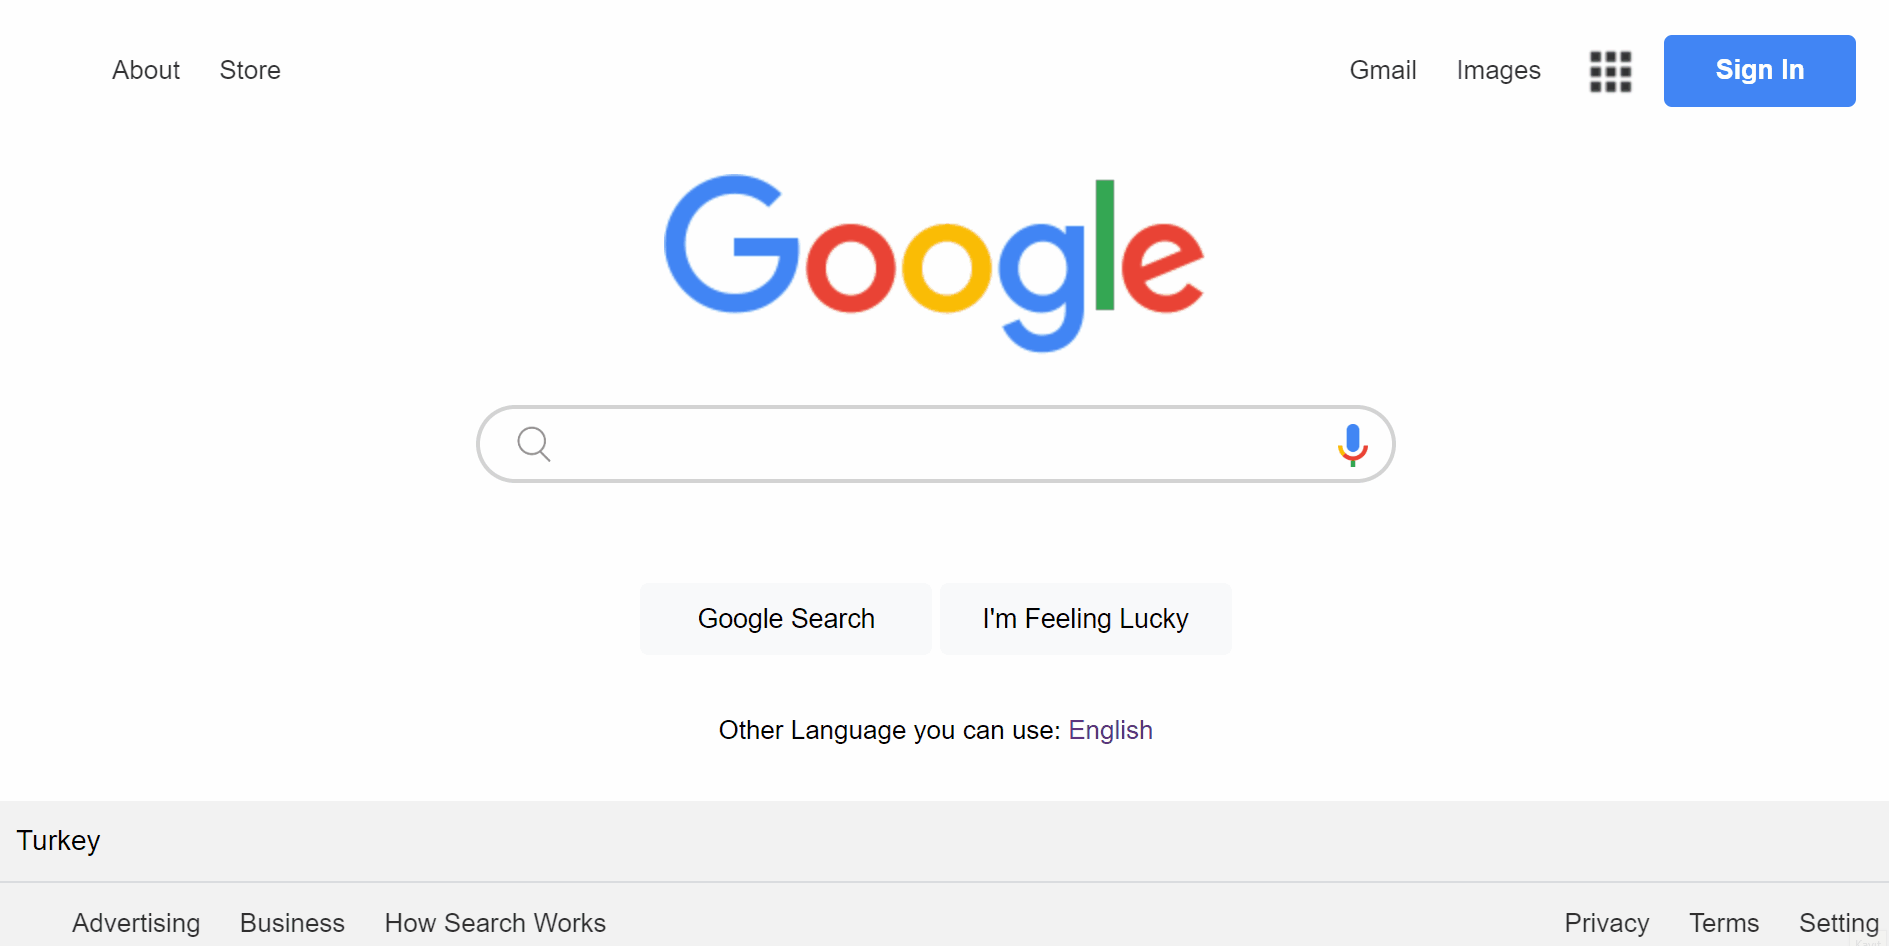 About Store Gmail Images Sign In
Google
Google Search I'm Feeling Lucky
Other Language you can use: English
Turkey
Advertising Business How Search Works Privacy Terms Setting